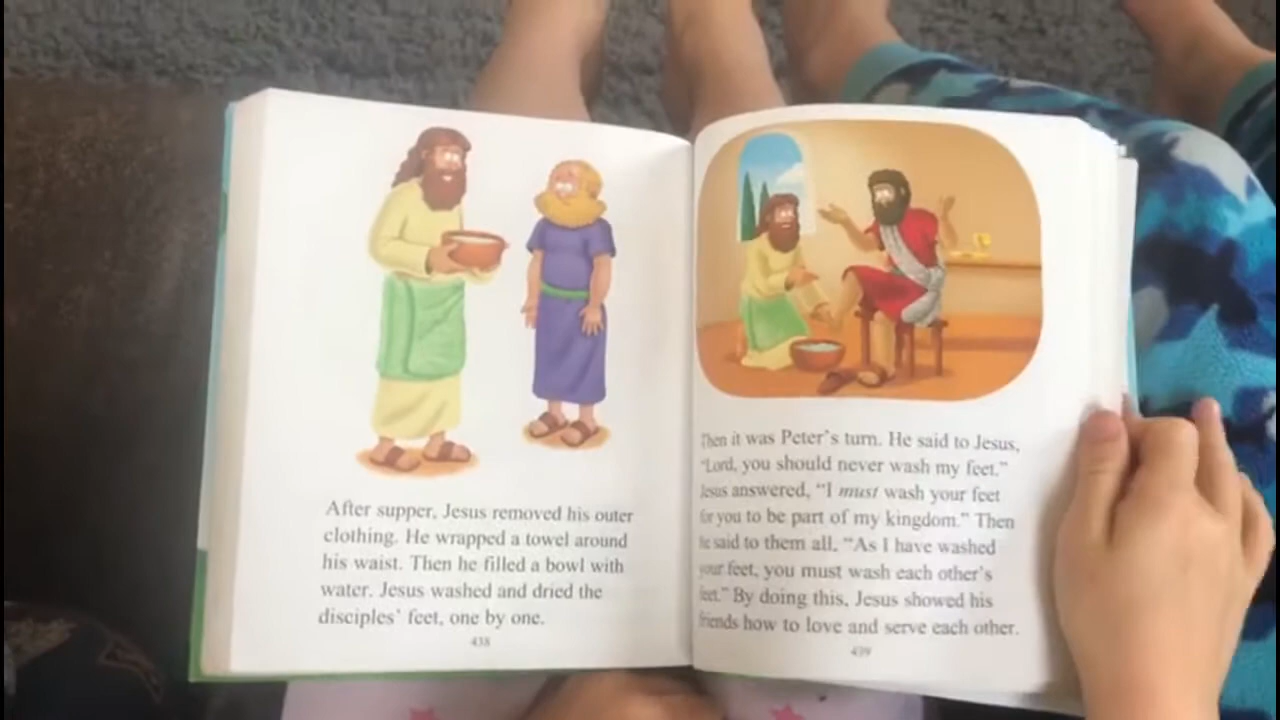 After supper, Jesus removed his outer
clothing. He wrapped a towel around
his waist. Then he filled a bowl with
water. Jesus washed and dried the
disciples' feet, one by one.
438
Then it was Peter's turn. He said to Jesus,
"Lord, you should never wash my feet."
Jesus answered, "I must wash your feet
for you to be part of my kingdom." Then
he said to them all, "As I have washed
your feet, you must wash each other's
feet." By doing this, Jesus showed his
friends how to love and serve each other.
439